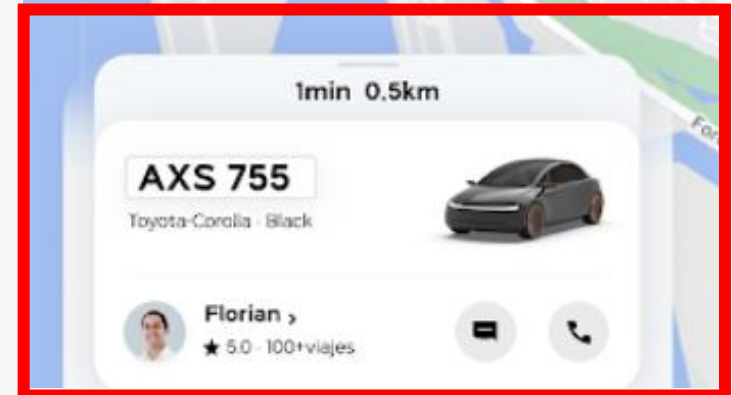 1min 0.5km
AXS 755
Toyota-Corolla · Black
Florian >
★ 5.0 · 100+viajes